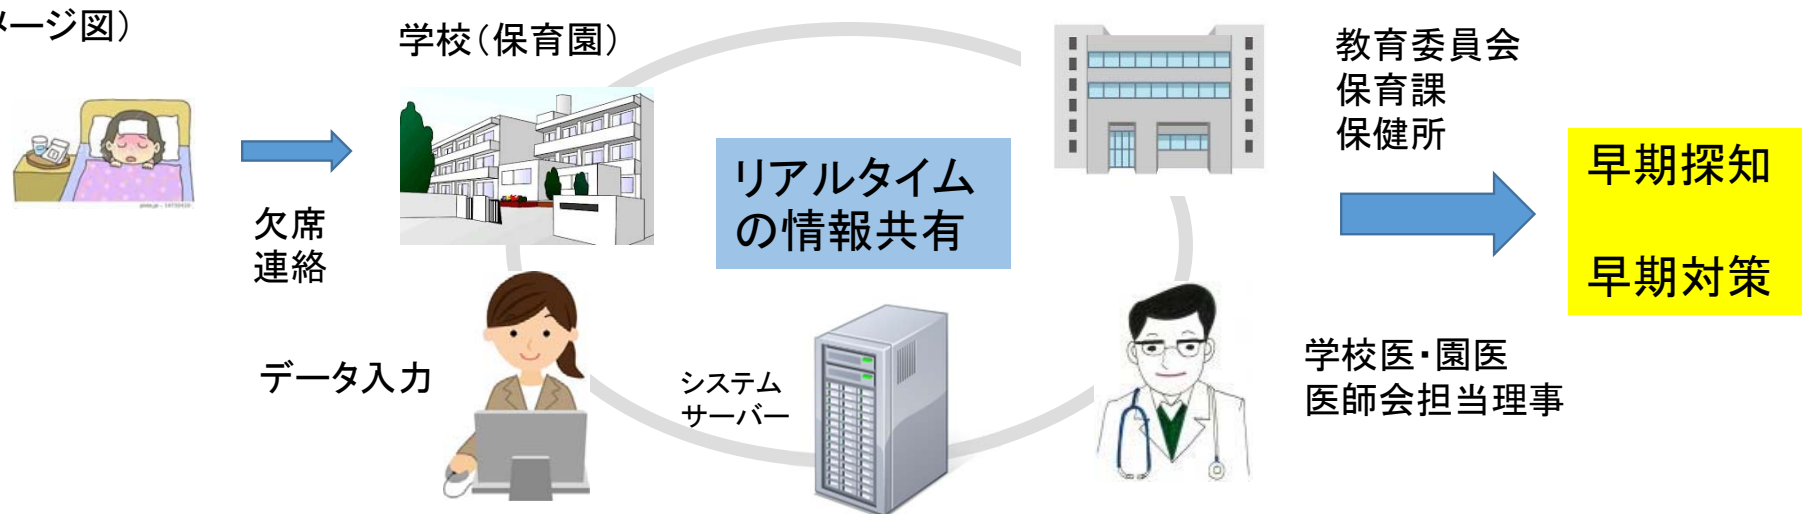 メージ図）
学校（保育園）
教育委員会
保育課
保健所
欠席
連絡
リアルタイム
の情報共有
早期探知
早期対策
データ入力
システム
サーバー
学校医・園医
医師会担当理事